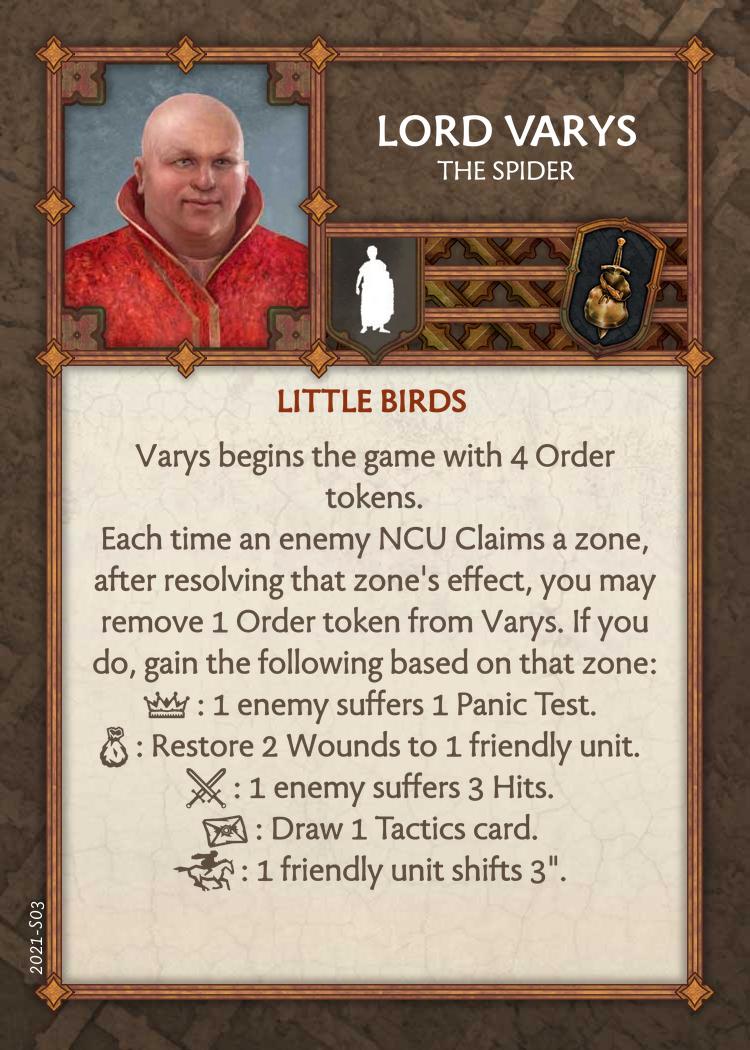 LORD VARYS
THE SPIDER
LITTLE BIRDS
Varys begins the game with 4 Order
tokens.
Each time an enemy NCU Claims a zone,
after resolving that zone's effect, you may
remove 1 Order token from Varys. If you
do, gain the following based on that zone:
: 1 enemy suffers 1 Panic Test.
: Restore 2 Wounds to 1 friendly unit.
: 1 enemy suffers 3 Hits.
: Draw 1 Tactics card.
: 1 friendly unit shifts 3".
2021-S03